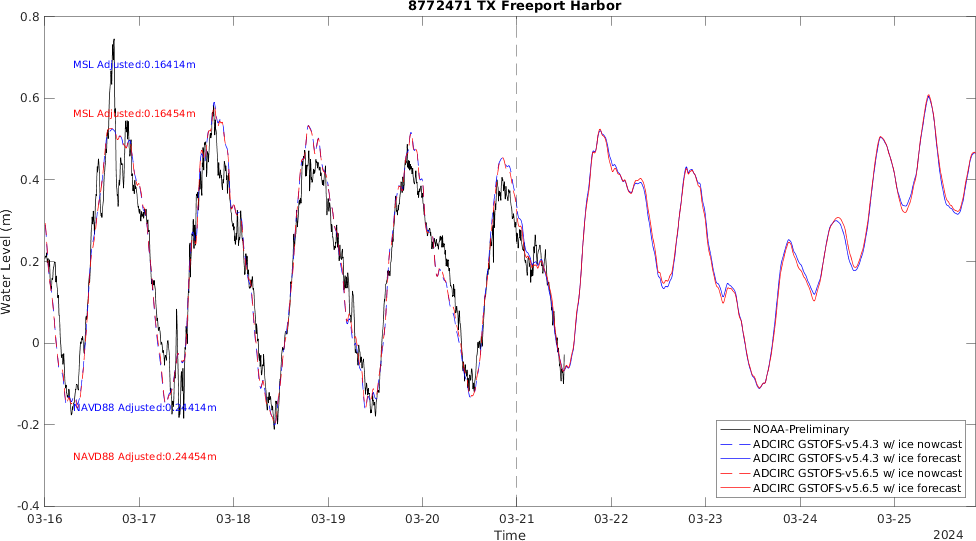 8772471 TX Freeport Harbor
0.8
0.6
0.4
0.2
0
-0.2
-0.4
Water Level (m)
MSL Adjusted:0.16414m
MSL Adjusted:0.16454m
NAVD88 Adjusted:0.24414m
NAVD88 Adjusted:0.24454m
NOAA-Preliminary
ADCIRC GSTOFS-v5.4.3 w/ ice nowcast
ADCIRC GSTOFS-v5.4.3 w/ ice forecast
ADCIRC GSTOFS-v5.6.5 w/ ice nowcast
ADCIRC GSTOFS-v5.6.5 w/ ice forecast
03-16 03-17 03-18 03-19 03-20 03-21 03-22 03-23 03-24 03-25
Time
2024